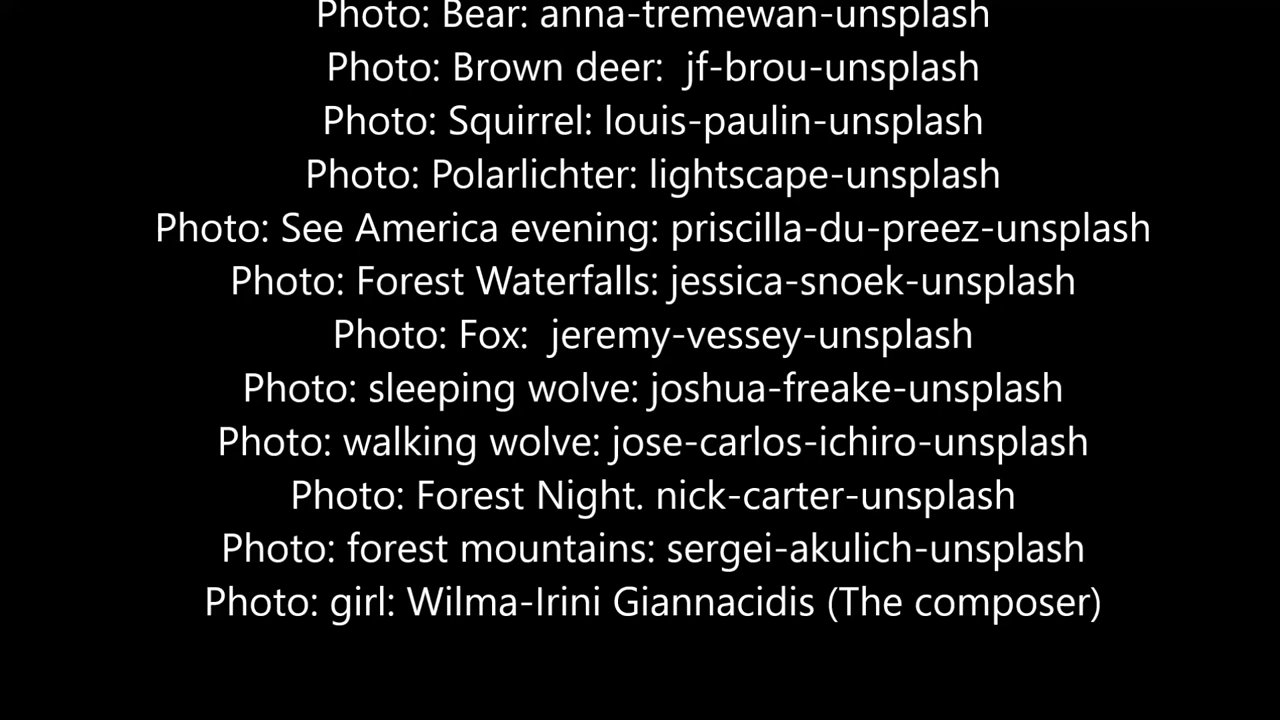 Photo: Bear: anna-tremewan-unsplash
Photo: Brown deer:  jf-brou-unsplash
Photo: Squirrel: louis-paulin-unsplash
Photo: Polarlichter: lightscape-unsplash
Photo: See America evening: priscilla-du-preez-unsplash
Photo: Forest Waterfalls: jessica-snoek-unsplash
Photo: Fox:  jeremy-vessey-unsplash
Photo: sleeping wolve: joshua-freake-unsplash
Photo: walking wolve: jose-carlos-ichiro-unsplash
Photo: Forest Night. nick-carter-unsplash
Photo: forest mountains: sergei-akulich-unsplash
Photo: girl: Wilma-Irini Giannacidis (The composer)